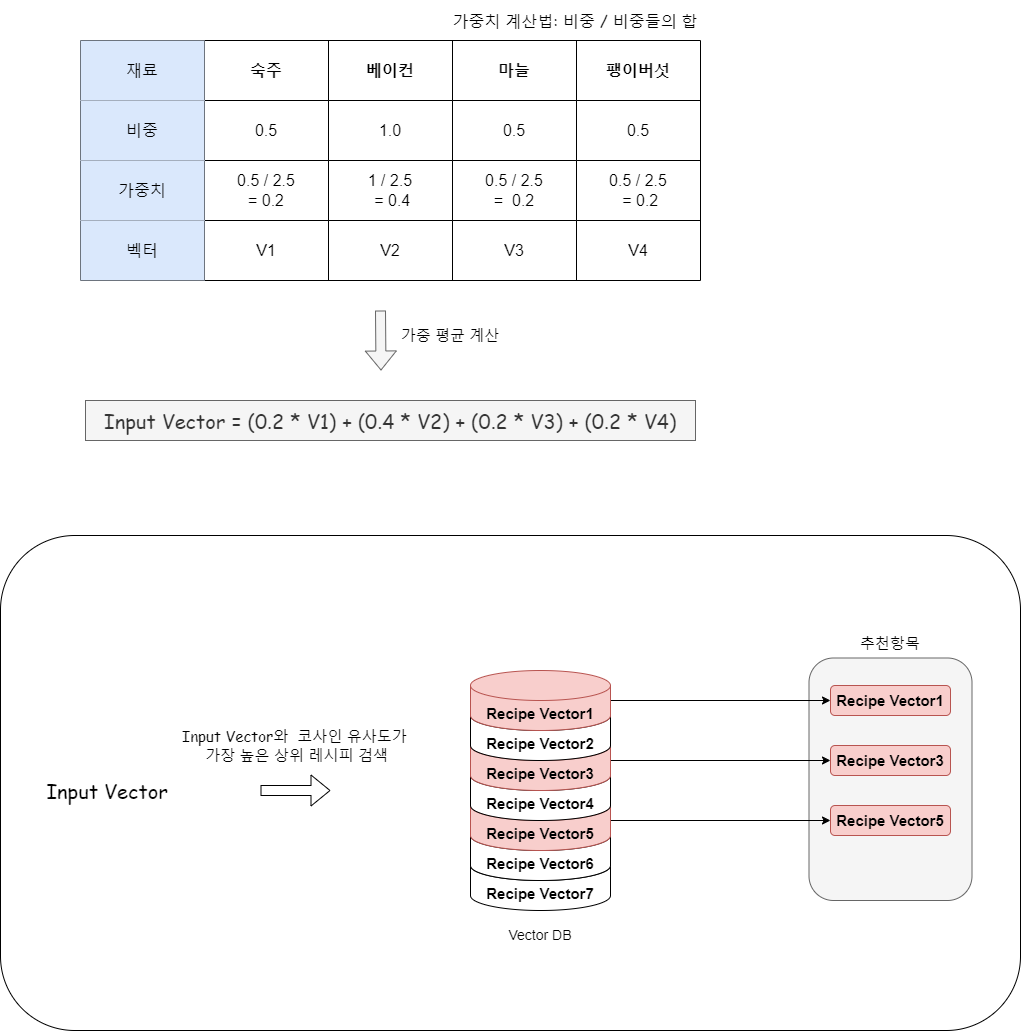 가중치 계산법: 비중 / 비중들의 합
재료 숙주 베이컨 마늘 팽이버섯
비중 0.5 1.0 0.5 0.5
가중치 0.5 / 2.5 = 0.2 1 / 2.5 = 0.4 0.5 / 2.5 = 0.2 0.5 / 2.5 = 0.2
벡터 V1 V2 V3 V4
가중 평균 계산
Input Vector = (0.2 * V1) + (0.4 * V2) + (0.2 * V3) + (0.2 * V4)
Input Vector
Input Vector와 코사인 유사도가
가장 높은 상위 레시피 검색
Recipe Vector1
Recipe Vector2
Recipe Vector3
Recipe Vector4
Recipe Vector5
Recipe Vector6
Recipe Vector7
Vector DB
추천항목
Recipe Vector1
Recipe Vector3
Recipe Vector5